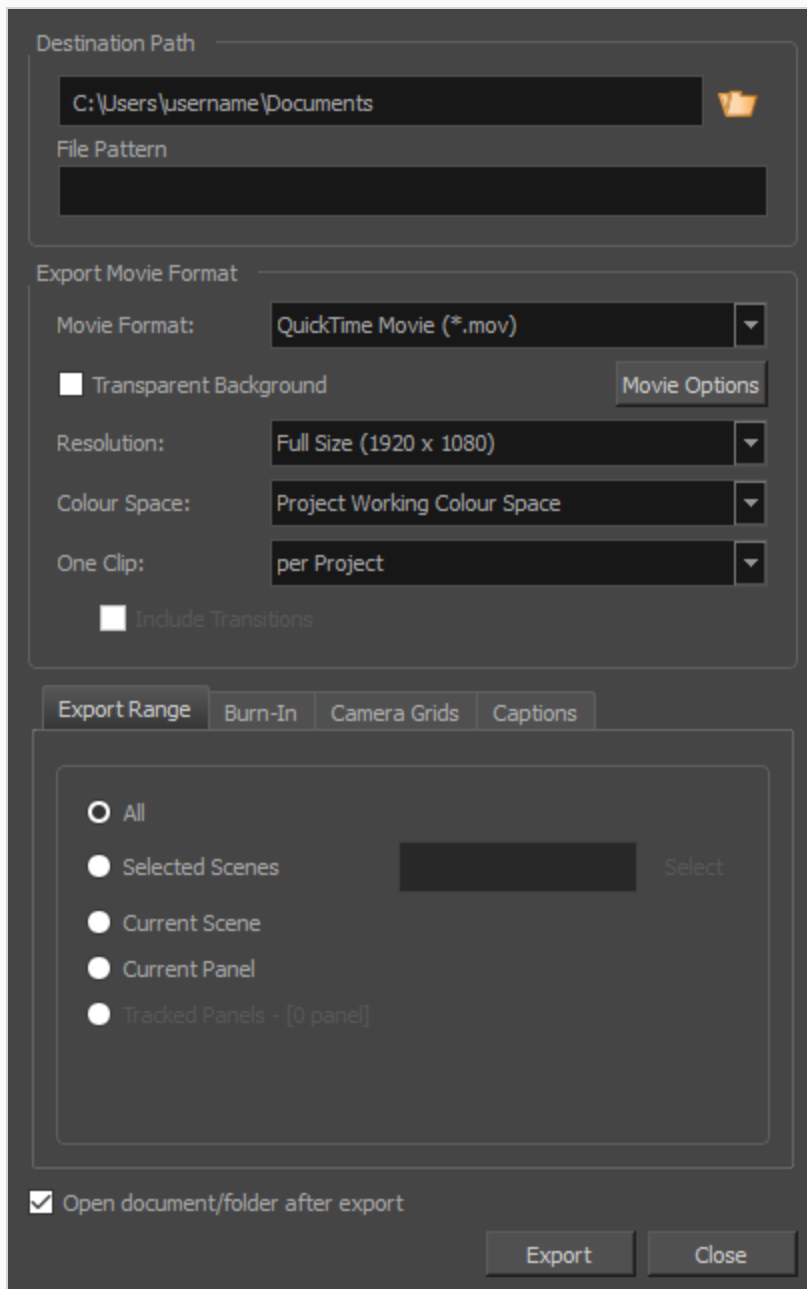 Destination Path
C:\Users\username\Documents
File Pattern
Export Movie Format
Movie Format: QuickTime Movie (*.mov)
Transparent Background Movie Options
Resolution: Full Size (1920 x 1080)
Colour Space: Project Working Colour Space
One Clip: per Project
Include Transitions
Export Range Burn-In Camera Grids Captions
All
Selected Scenes Select
Current Scene
Current Panel
Tracked Panels - [0 panel]
Open document/folder after export
Export Close